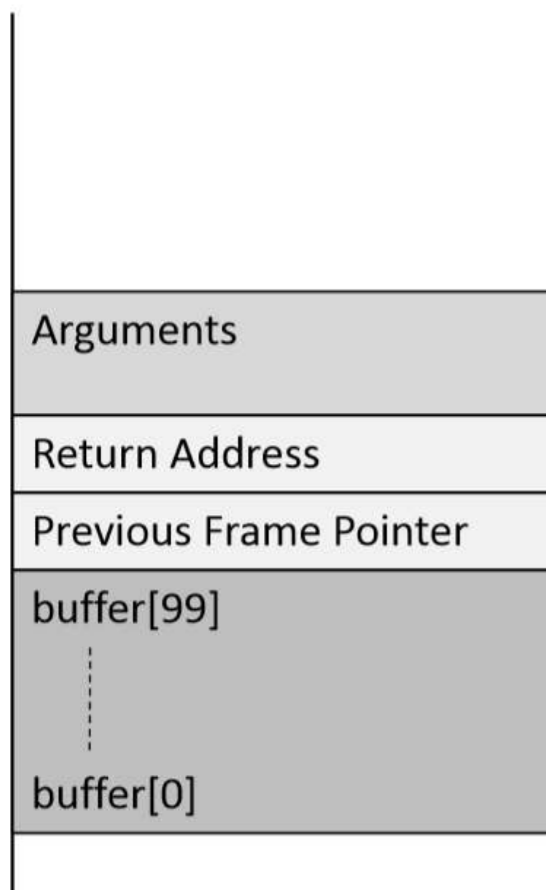 Arguments
Return Address
Previous Frame Pointer
buffer[99]
buffer[0]